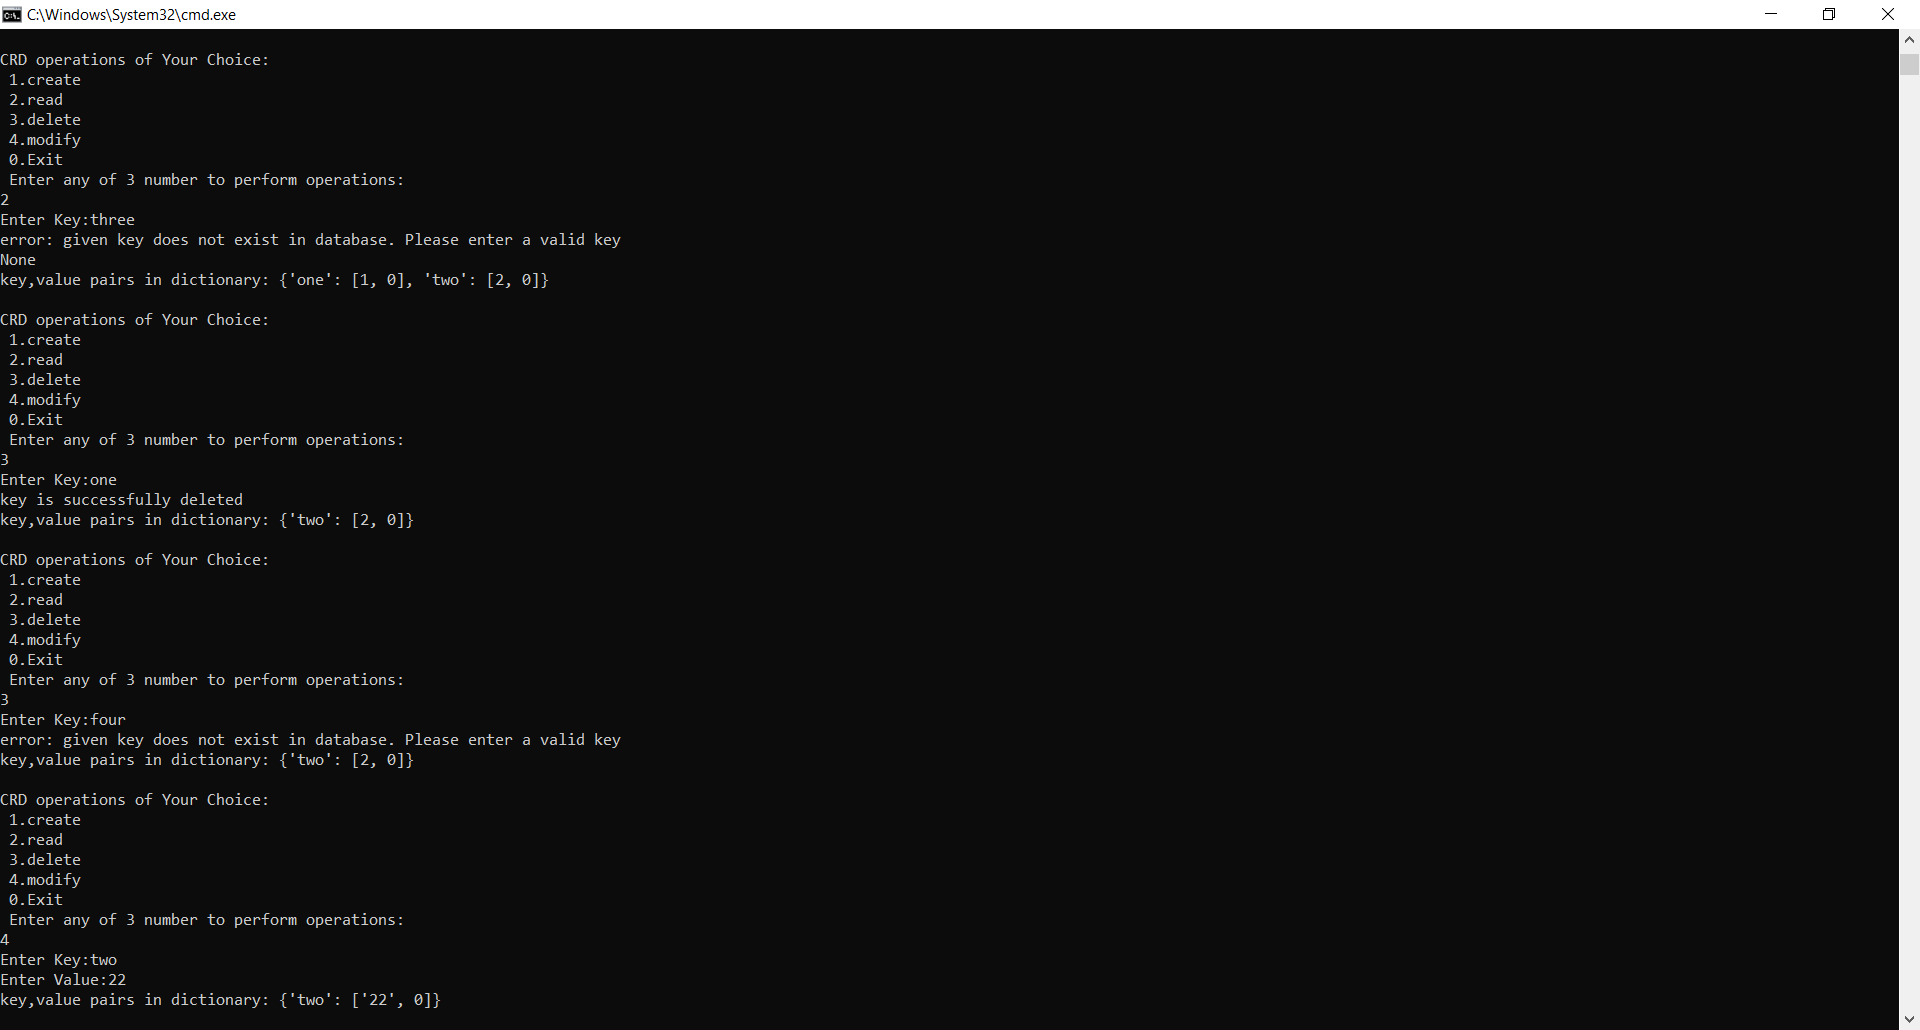 C:\Windows\System32\cmd.exe
CRD operations of Your Choice:
 1.create
 2.read
 3.delete
 4.modify
 0.Exit
 Enter any of 3 number to perform operations:
2
Enter Key:three
error: given key does not exist in database. Please enter a valid key
None
key,value pairs in dictionary: {'one': [1, 0], 'two': [2, 0]}

CRD operations of Your Choice:
 1.create
 2.read
 3.delete
 4.modify
 0.Exit
 Enter any of 3 number to perform operations:
3
Enter Key:one
key is successfully deleted
key,value pairs in dictionary: {'two': [2, 0]}

CRD operations of Your Choice:
 1.create
 2.read
 3.delete
 4.modify
 0.Exit
 Enter any of 3 number to perform operations:
3
Enter Key:four
error: given key does not exist in database. Please enter a valid key
key,value pairs in dictionary: {'two': [2, 0]}

CRD operations of Your Choice:
 1.create
 2.read
 3.delete
 4.modify
 0.Exit
 Enter any of 3 number to perform operations:
4
Enter Key:two
Enter Value:22
key,value pairs in dictionary: {'two': ['22', 0]}